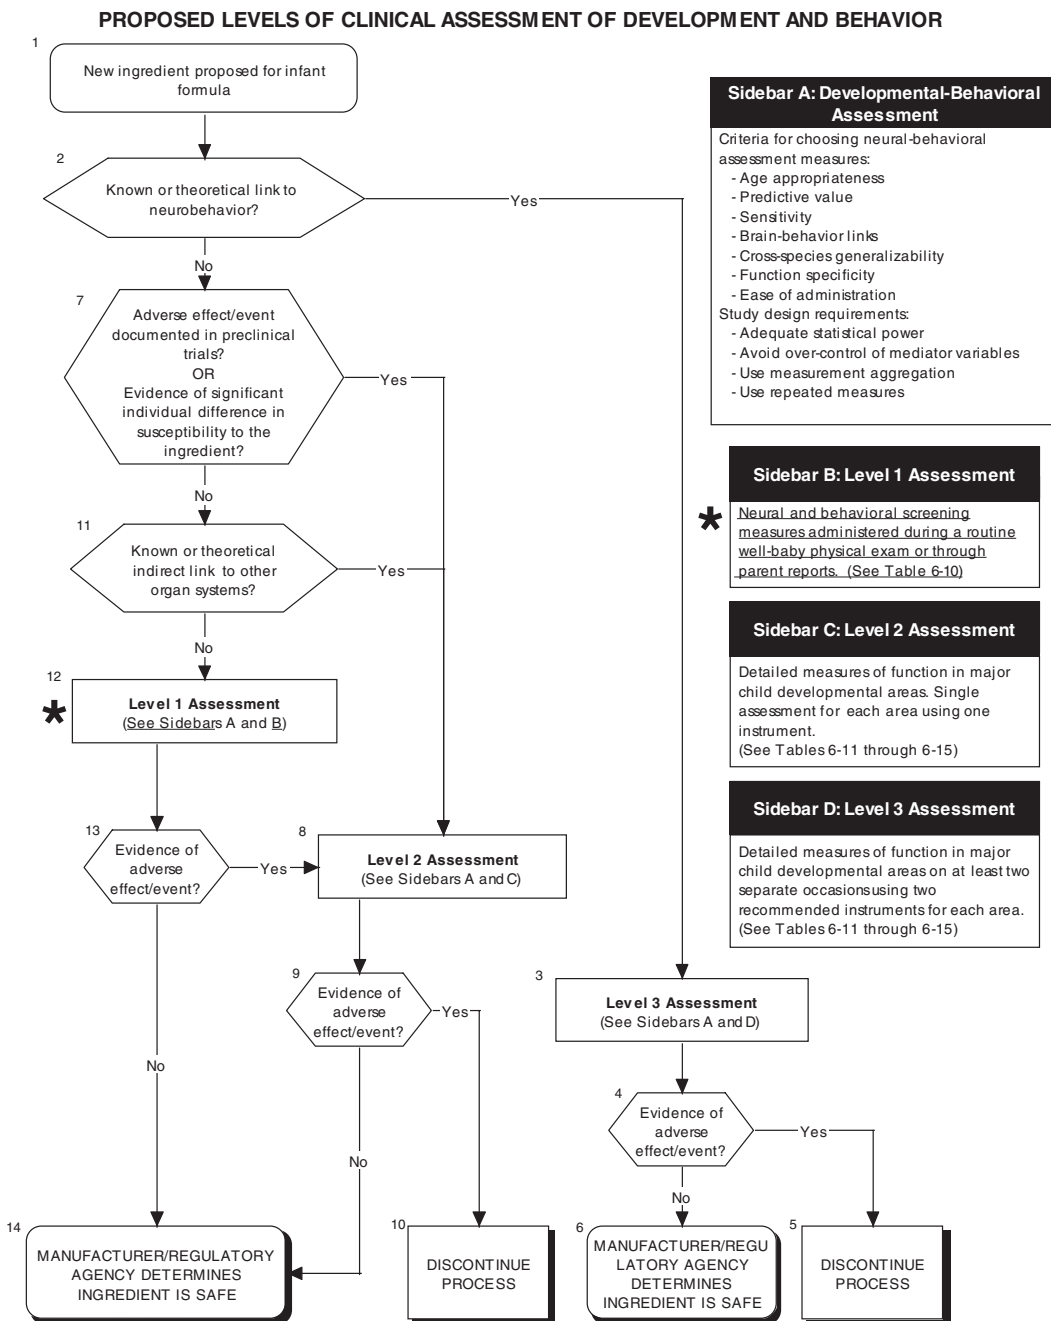 PROPOSED LEVELS OF CLINICAL ASSESSMENT OF DEVELOPMENT AND BEHAVIOR
1
New ingredient proposed for infant
formula
2
Known or theoretical link to
neurobehavior?
Yes
No
7
Adverse effect/event
documented in preclinical
trials?
OR
Evidence of significant
individual difference in
susceptibility to the
ingredient?
Yes
No
11
Known or theoretical
indirect link to other
organ systems?
Yes
No
12
*
Level 1 Assessment
(See Sidebars A and B)
13
Evidence of
adverse
effect/event?
Yes
No
8
Level 2 Assessment
(See Sidebars A and C)
9
Evidence of
adverse
effect/event?
Yes
No
3
Level 3 Assessment
(See Sidebars A and D)
4
Evidence of
adverse
effect/event?
Yes
No
14
MANUFACTURER/REGULATORY
AGENCY DETERMINES
INGREDIENT IS SAFE
10
DISCONTINUE
PROCESS
6
MANUFACTURER/REGU
LATORY AGENCY
DETERMINES
INGREDIENT IS SAFE
5
DISCONTINUE
PROCESS
Sidebar A: Developmental-Behavioral
Assessment
Criteria for choosing neural-behavioral
assessment measures:
- Age appropriateness
- Predictive value
- Sensitivity
- Brain-behavior links
- Cross-species generalizability
- Function specificity
- Ease of administration
Study design requirements:
- Adequate statistical power
- Avoid over-control of mediator variables
- Use measurement aggregation
- Use repeated measures
Sidebar B: Level 1 Assessment
*
Neural and behavioral screening
measures administered during a routine
well-baby physical exam or through
parent reports. (See Table 6-10)
Sidebar C: Level 2 Assessment
Detailed measures of function in major
child developmental areas. Single
assessment for each area using one
instrument.
(See Tables 6-11 through 6-15)
Sidebar D: Level 3 Assessment
Detailed measures of function in major
child developmental areas on at least two
separate occasionsusing two
recommended instruments for each area.
(See Tables 6-11 through 6-15)